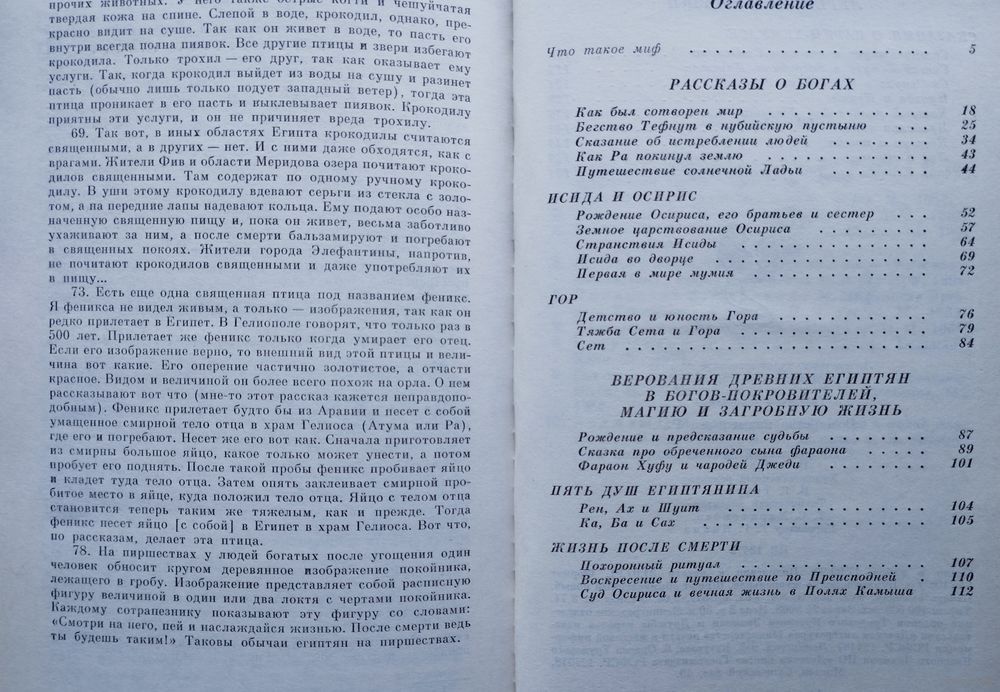 прочих животных. У него также острые когти и чешуйчатая
твердая кожа на спине. Слепой в воде, крокодил, однако, пре-
красно видит на суше. Так как он живет в воде, то пасть его
внутри всегда полна пиявок. Все другие птицы и звери избегают
крокодила. Только трохил — его друг, так как оказывает ему
услуги. Так, когда крокодил выйдет из воды на сушу и разинет
пасть (обычно лишь только подует западный ветер), тогда эта
птица проникает в его пасть и выклевывает пиявок. Крокодилу
приятны эти услуги, и он не причиняет вреда трохилу.
69. Так вот, в иных областях Египта крокодилы считаются
священными, а в других — нет. И с ними даже обходятся, как с
врагами. Жители Фив и области Меридова озера почитают кроко-
дилов священными. Там содержат по одному ручному кроко-
дилу. В уши этому крокодилу вдевают серьги из стекла с золо-
том, а на передние лапы надевают кольца. Ему подают особо наз-
наченную священную пищу и, пока он живет, весьма заботливо
ухаживают за ним, а после смерти бальзамируют и погребают
в священных покоях. Жители города Элефантины, напротив,
не почитают крокодилов священными и даже употребляют их
в пищу...
73. Есть еще одна священная птица под названием феникс.
Я феникса не видел живым, а только — изображения, так как он
редко прилетает в Египет. В Гелиополе говорят, что только раз в
500 лет. Прилетает же феникс только когда умирает его отец.
Если его изображение верно, то внешний вид этой птицы и вели-
чина вот какие. Его оперение частично золотистое, а отчасти
красное. Видом и величиной он более всего похож на орла. О нем
рассказывают вот что (мне-то этот рассказ кажется неправдопо-
добным). Феникс прилетает будто бы из Аравии и несет с собой
умащенное смирной тело отца в храм Гелиоса (Атума или Ра),
где его и погребают. Несет же его вот как. Сначала приготовляет
из смирны большое яйцо, какое только может унести, а потом
пробует его поднять. После такой пробы феникс пробивает яйцо
и кладет туда тело отца. Затем опять заклеивает смирной про-
битое место в яйце, куда положил тело отца. Яйцо с телом отца
становится теперь таким же тяжелым, как и прежде. Тогда
феникс несет яйцо [с собой] в Египет в храм Гелиоса. Вот что,
по рассказам, делает эта птица.
78. На пиршествах у людей богатых после угощения один
человек обносит кругом деревянное изображение покойника,
лежащего в гробу. Изображение представляет собой расписную
фигуру величиной в один или два локтя с чертами покойника.
Каждому сотрапезнику показывают эту фигуру со словами:
«Смотри на него, пей и наслаждайся жизнью. После смерти ведь
ты будешь таким!» Таковы обычаи египтян на пиршествах.
Оглавление
Что такое миф . . . . . . . . . . . . 5
РАССКАЗЫ О БОГАХ
Как был сотворен мир . . . . . . . . . 18
Бегство Тефнут в нубийскую пустыню . . . 25
Сказание об истреблении людей . . . . . . 34
Как Ра покинул землю . . . . . . . . . 43
Путешествие солнечной Ладьи . . . . . . . 44
ИСИДА И ОСИРИС
Рождение Осириса, его братьев и сестер . . . 52
Земное царствование Осириса . . . . . . . 57
Странствия Исиды . . . . . . . . . . . 64
Исида во дворце . . . . . . . . . . . 69
Первая в мире мумия . . . . . . . . . 72
ГОР
Детство и юность Гора . . . . . . . . . 76
Тяжба Сета и Гора . . . . . . . . . . 79
Сет . . . . . . . . . . . . . . . . 84
ВЕРОВАНИЯ ДРЕВНИХ ЕГИПТЯН
В БОГОВ-ПОКРОВИТЕЛЕЙ,
МАГИЮ И ЗАГРОБНУЮ ЖИЗНЬ
Рождение и предсказание судьбы . . . . . . 87
Сказка про обреченного сына фараона . . . . 89
Фараон Хуфу и чародей Джеди . . . . . . 101
ПЯТЬ ДУШ ЕГИПТЯНИНА
Рен, Ах и Шуит . . . . . . . . . . . 104
Ка, Ба и Сах . . . . . . . . . . . . 105
ЖИЗНЬ ПОСЛЕ СМЕРТИ
Похоронный ритуал . . . . . . . . . . 107
Воскресение и путешествие по Преисподней . 110
Суд Осириса и вечная жизнь в Полях Камыша 112